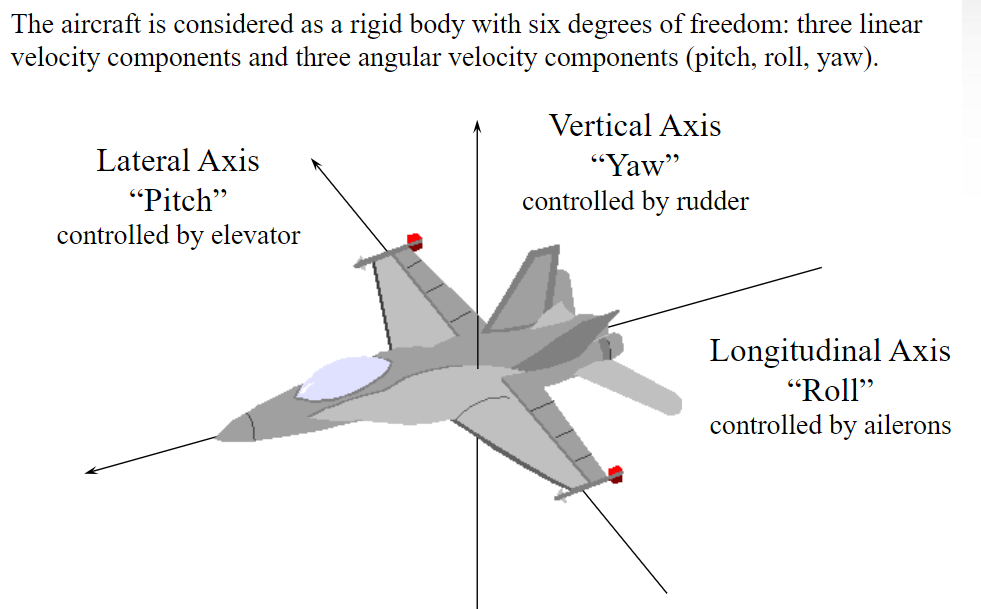 The aircraft is considered as a rigid body with six degrees of freedom: three linear
velocity components and three angular velocity components (pitch, roll, yaw).
Lateral Axis
“Pitch”
controlled by elevator
Vertical Axis
“Yaw”
controlled by rudder
Longitudinal Axis
“Roll”
controlled by ailerons